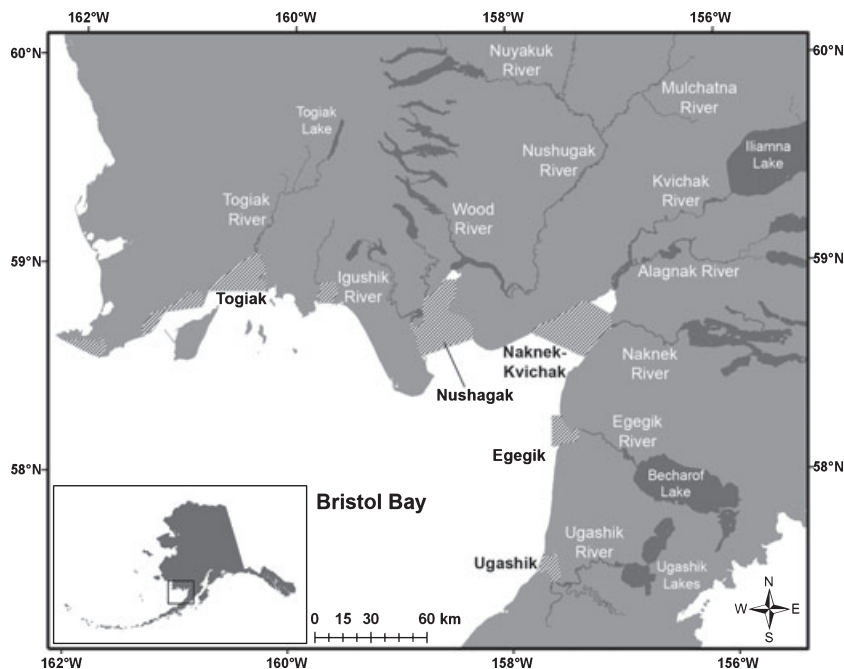 162°W 160°W 158°W 156°W
60°N 60°N
Nuyakuk
River
Mulchatna
River
Togiak
Lake
Iliamna
Lake
Nushugak
River
Kvichak
River
Togiak
River
Wood
River
59°N 59°N
Igushik
River
Alagnak River
Togiak
Naknek-
Kvichak
Naknek
River
Nushagak
Egegik
River
Egegik
58°N 58°N
Becharof
Lake
Bristol Bay
Ugashik
River
Ugashik
Ugashik
Lakes
N
W E
S
0 15 30 60 km
162°W 160°W 158°W 156°W